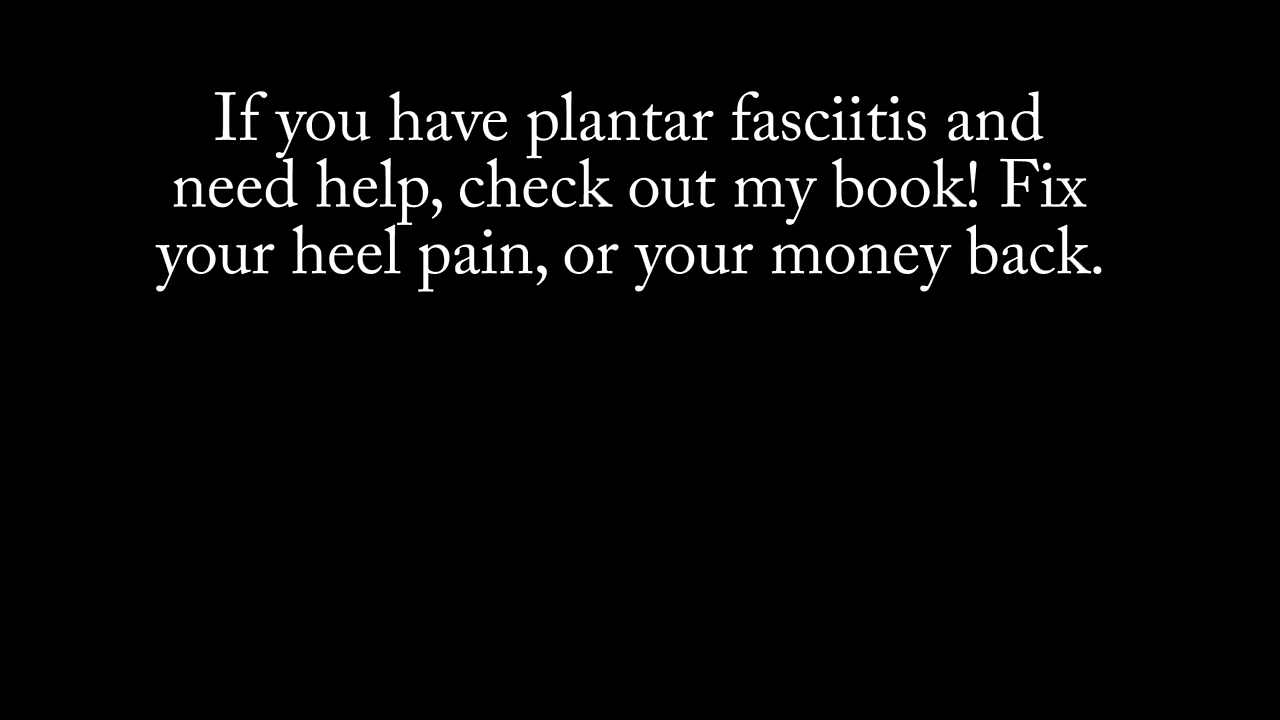 If you have plantar fasciitis and
need help, check out my book! Fix
your heel pain, or your money back.